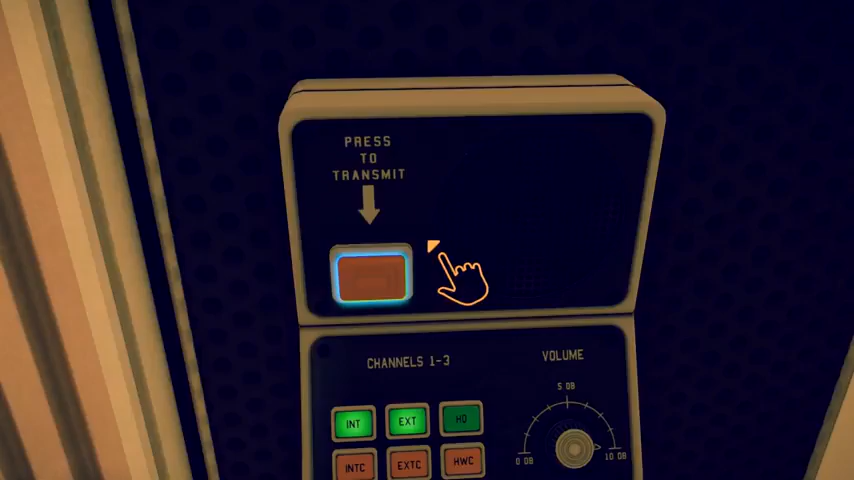 PRESS
TO
TRANSMIT
CHANNELS 1-3
VOLUME
5 DB
INT EXT HD
0 DB 10 DB
INTC EXTC HWC